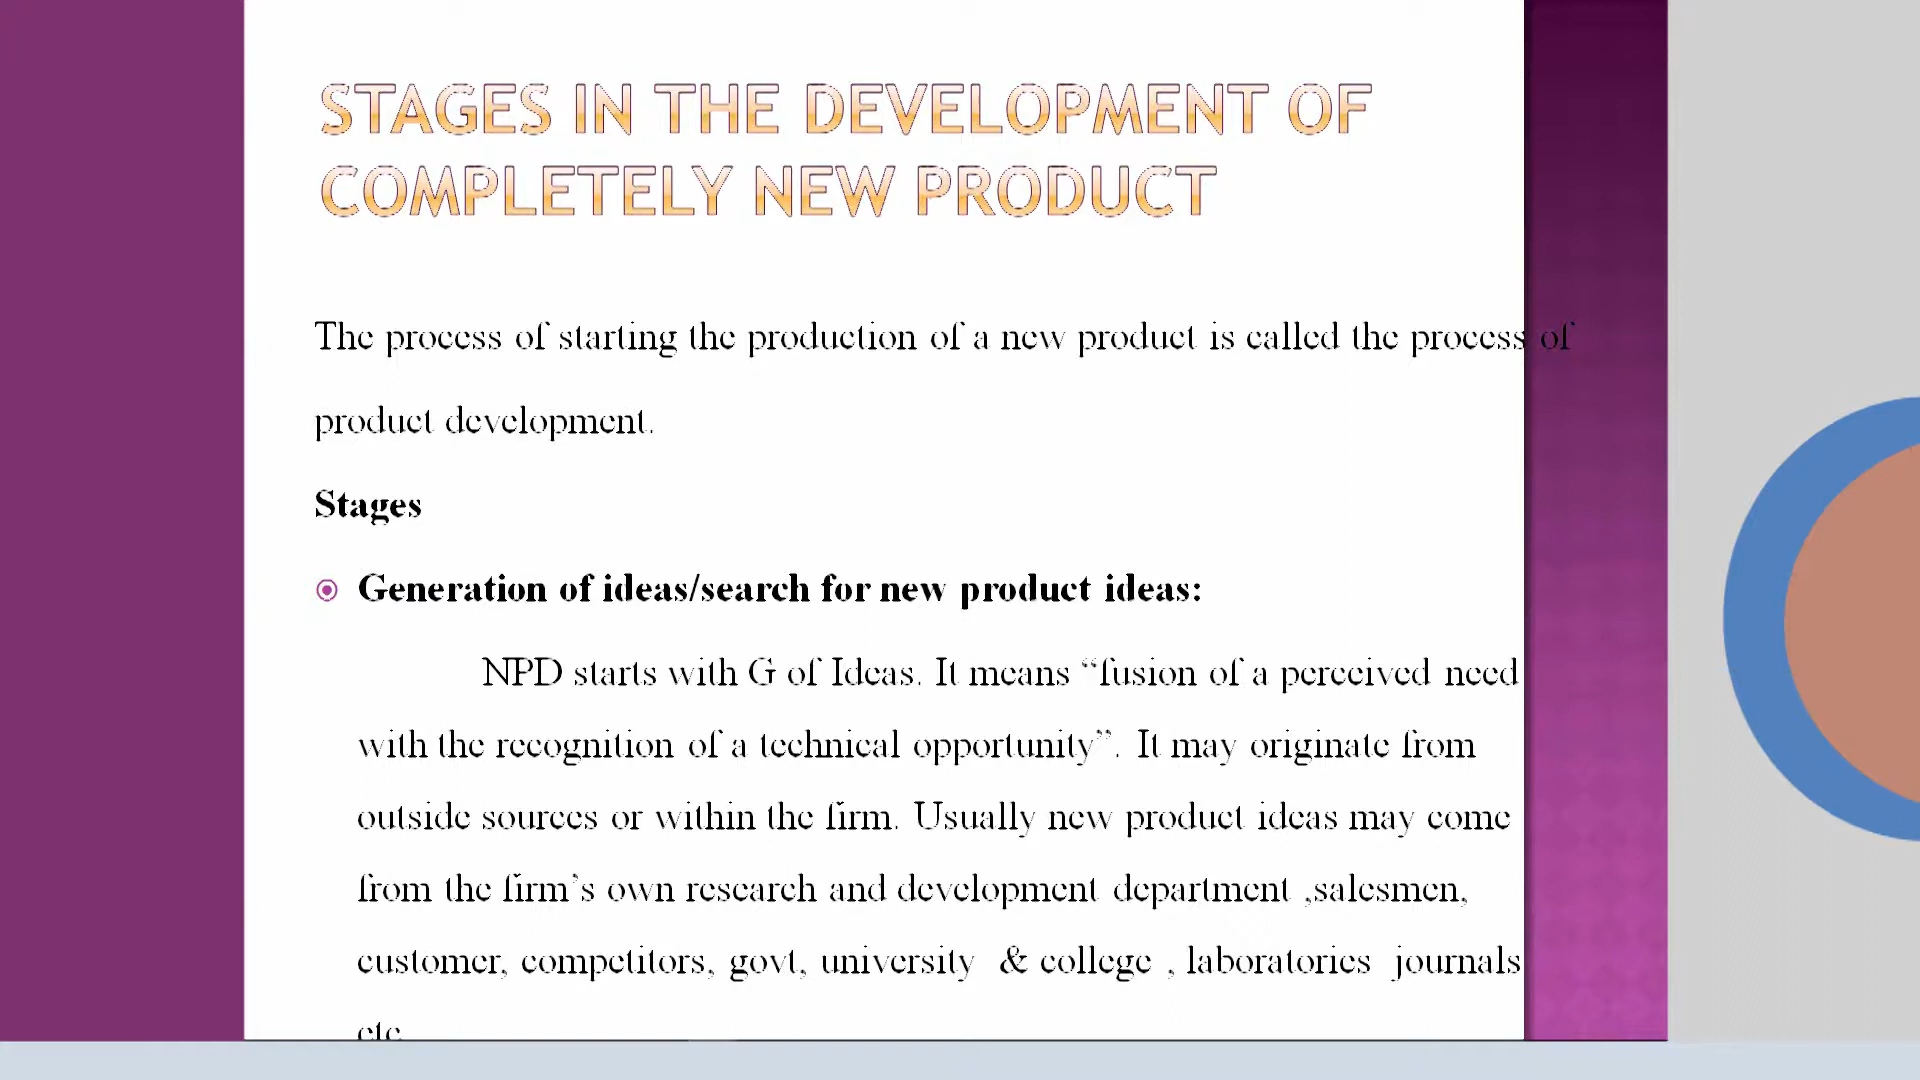 STAGES IN THE DEVELOPMENT OF
COMPLETELY NEW PRODUCT
The process of starting the production of a new product is called the process of
product development.
Stages
Generation of ideas/search for new product ideas:
NPD starts with G of Ideas. It means “fusion of a perceived need
with the recognition of a technical opportunity”. It may originate from
outside sources or within the firm. Usually new product ideas may come
from the firm’s own research and development department ,salesmen,
customer, competitors, govt, university & college , laboratories journals
etc